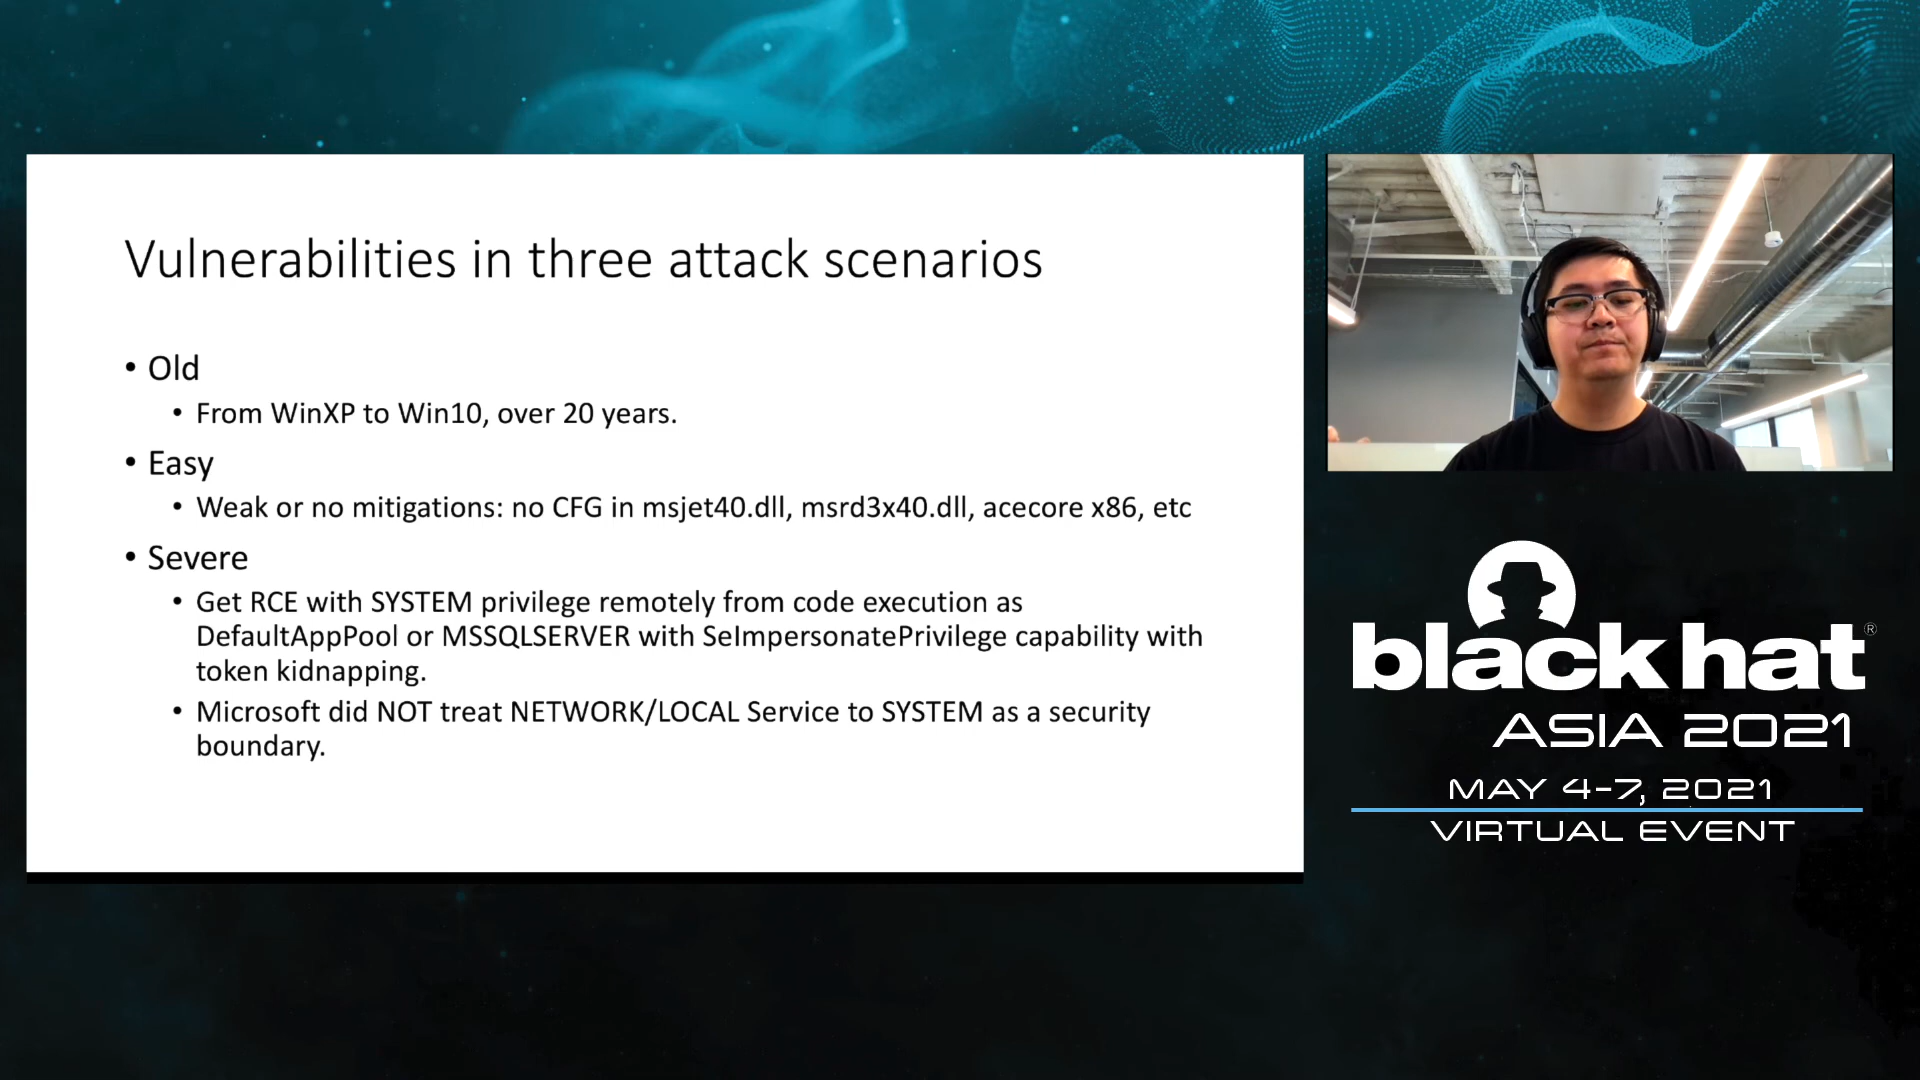 Vulnerabilities in three attack scenarios
• Old
• From WinXP to Win10, over 20 years.
• Easy
• Weak or no mitigations: no CFG in msjet40.dll, msrd3x40.dll, acecore x86, etc
• Severe
• Get RCE with SYSTEM privilege remotely from code execution as
DefaultAppPool or MSSQLSERVER with SeImpersonatePrivilege capability with
token kidnapping.
• Microsoft did NOT treat NETWORK/LOCAL Service to SYSTEM as a security
boundary.
black hat®
ASIA 2021
MAY 4-7, 2021
VIRTUAL EVENT